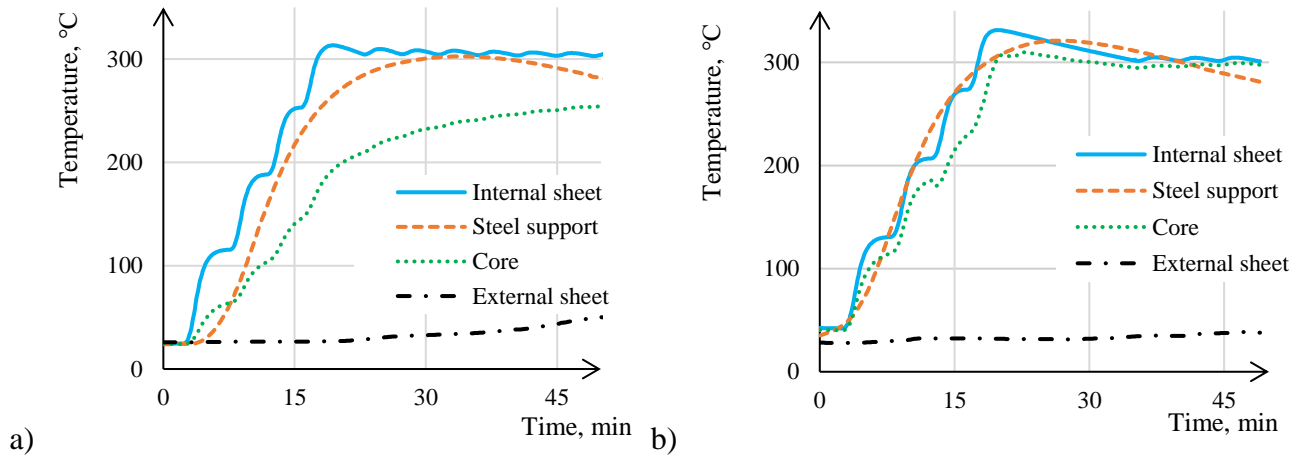 Temperature, °C
300
200
100
0
0
15
30
45
Time, min
Internal sheet
Steel support
Core
External sheet
a)
Temperature, °C
300
200
100
0
0
15
30
45
Time, min
Internal sheet
Steel support
Core
External sheet
b)